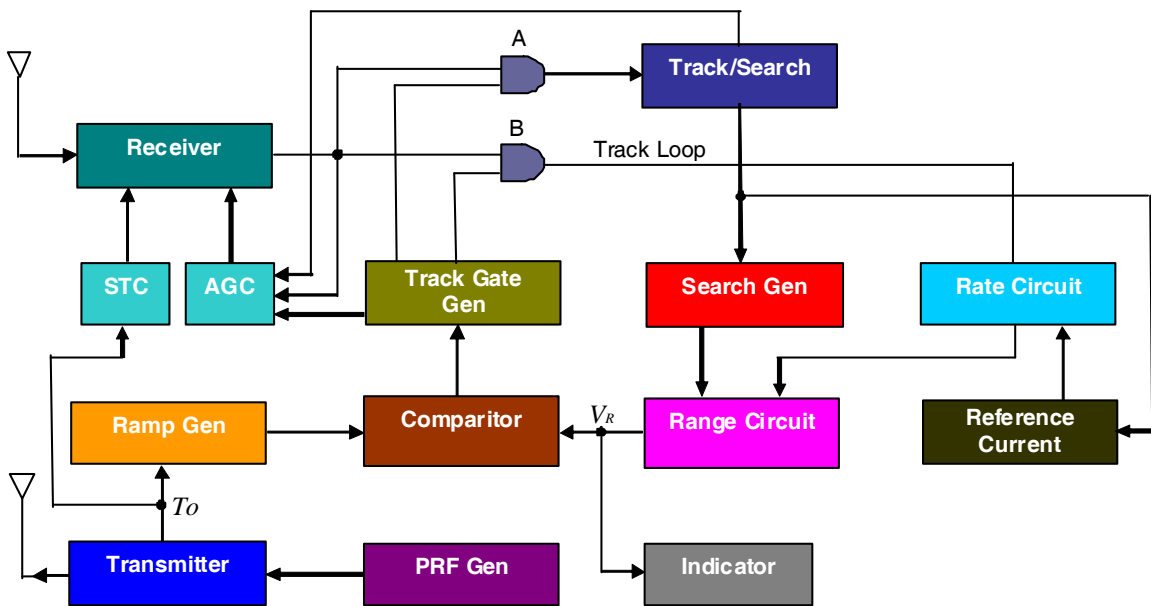 A
Track/Search
Receiver
B
Track Loop
STC
AGC
Track Gate
Gen
Search Gen
Rate Circuit
Ramp Gen
Comparitor
VR
Range Circuit
Reference
Current
To
Transmitter
PRF Gen
Indicator